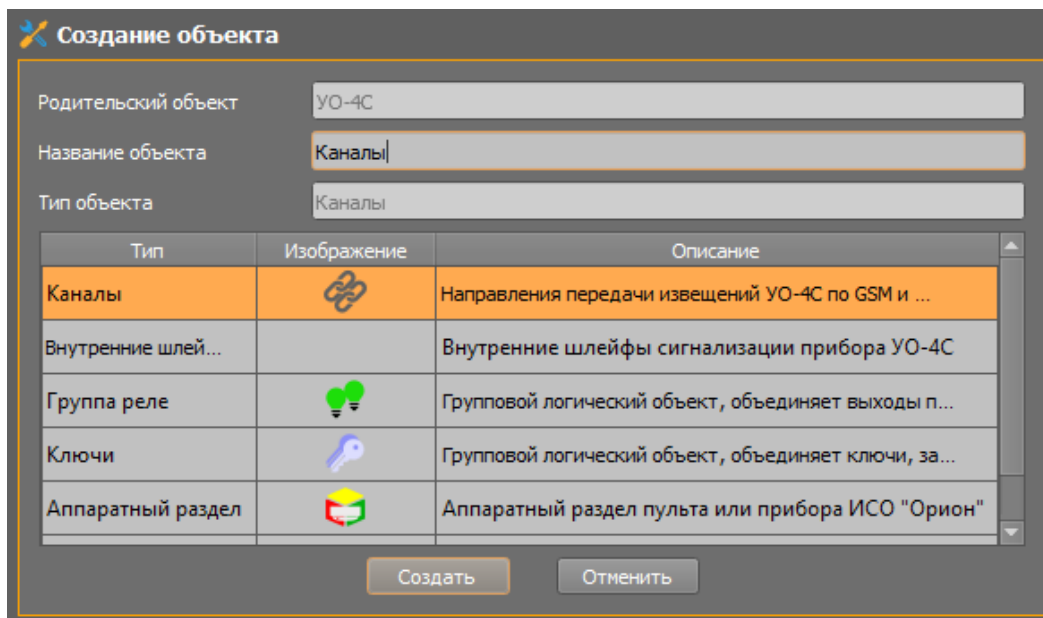 Создание объекта
Родительский объект УО-4С
Название объекта Каналы
Тип объекта Каналы
Тип Изображение Описание
Каналы Направления передачи извещений УО-4С по GSM и ...
Внутренние шлей... Внутренние шлейфы сигнализации прибора УО-4С
Группа реле Групповой логический объект, объединяет выходы п...
Ключи Групповой логический объект, объединяет ключи, за...
Аппаратный раздел Аппаратный раздел пульта или прибора ИСО "Орион"
Создать Отменить